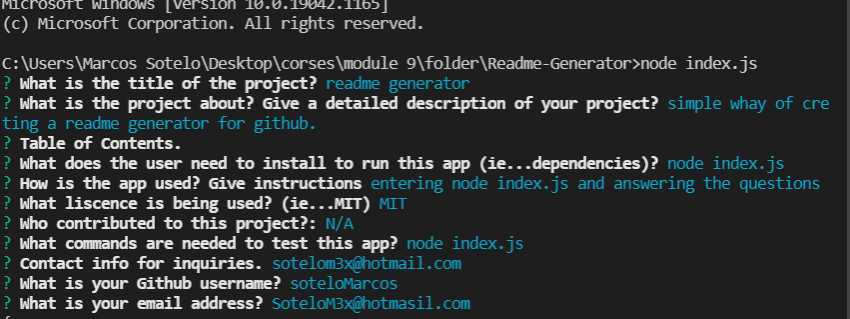 Microsoft Windows [Version 10.0.19042.1165]
(c) Microsoft Corporation. All rights reserved.
C:\Users\Marcos Sotelo\Desktop\corses\module 9\folder\Readme-Generator>node index.js
? What is the title of the project? readme generator
? What is the project about? Give a detailed description of your project? simple whay of cre
ting a readme generator for github.
? Table of Contents.
? What does the user need to install to run this app (ie...dependencies)? node index.js
? How is the app used? Give instructions entering node index.js and answering the questions
? What liscence is being used? (ie...MIT) MIT
? Who contributed to this project?: N/A
? What commands are needed to test this app? node index.js
? Contact info for inquiries. sotelom3x@hotmail.com
? What is your Github username? soteloMarcos
? What is your email address? SoteloM3x@hotmasil.com